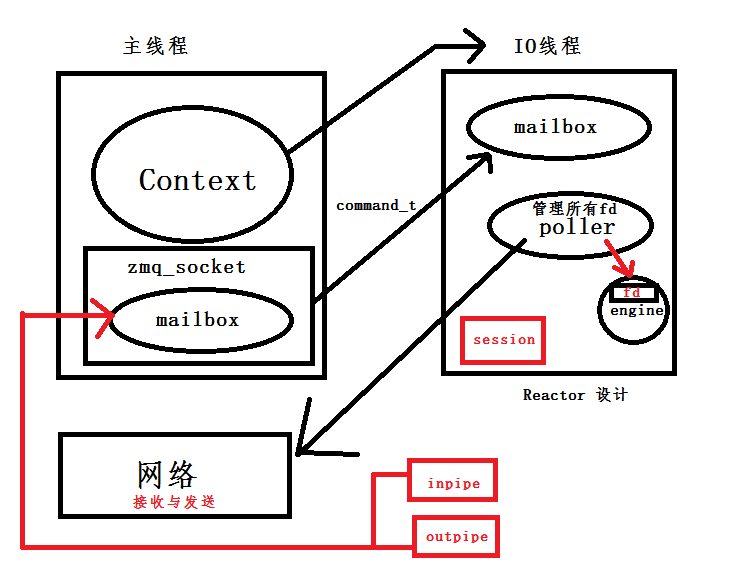 主线程
IO线程
Context
zmq_socket
mailbox
command_t
mailbox
管理所有fd
poller
fd
engine
session
Reactor 设计
网络
接收与发送
inpipe
outpipe